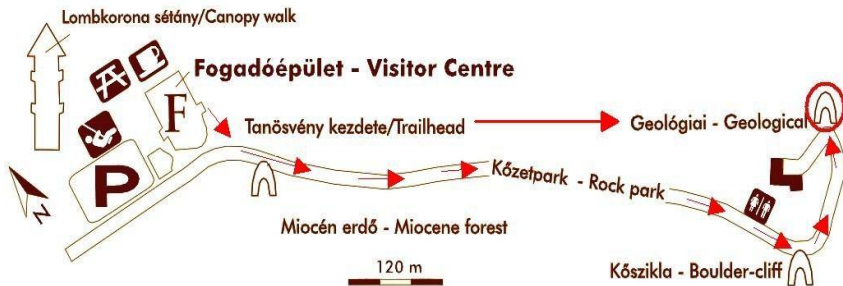 Lombkorona sétány/Canopy walk
Fogadóépület - Visitor Centre
F
Tanösvény kezdete/Trailhead
Geológiai - Geological
P
Kőzetpark - Rock park
N
Miocén erdő - Miocene forest
120 m
Kőszikla - Boulder-cliff